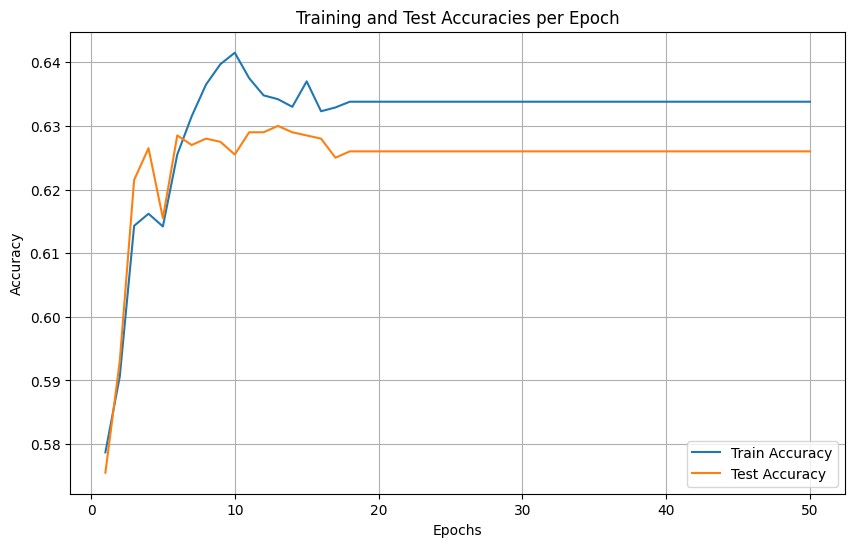 Training and Test Accuracies per Epoch
Accuracy
0.64
0.63
0.62
0.61
0.60
0.59
0.58
0 10 20 30 40 50
Epochs
Train Accuracy
Test Accuracy